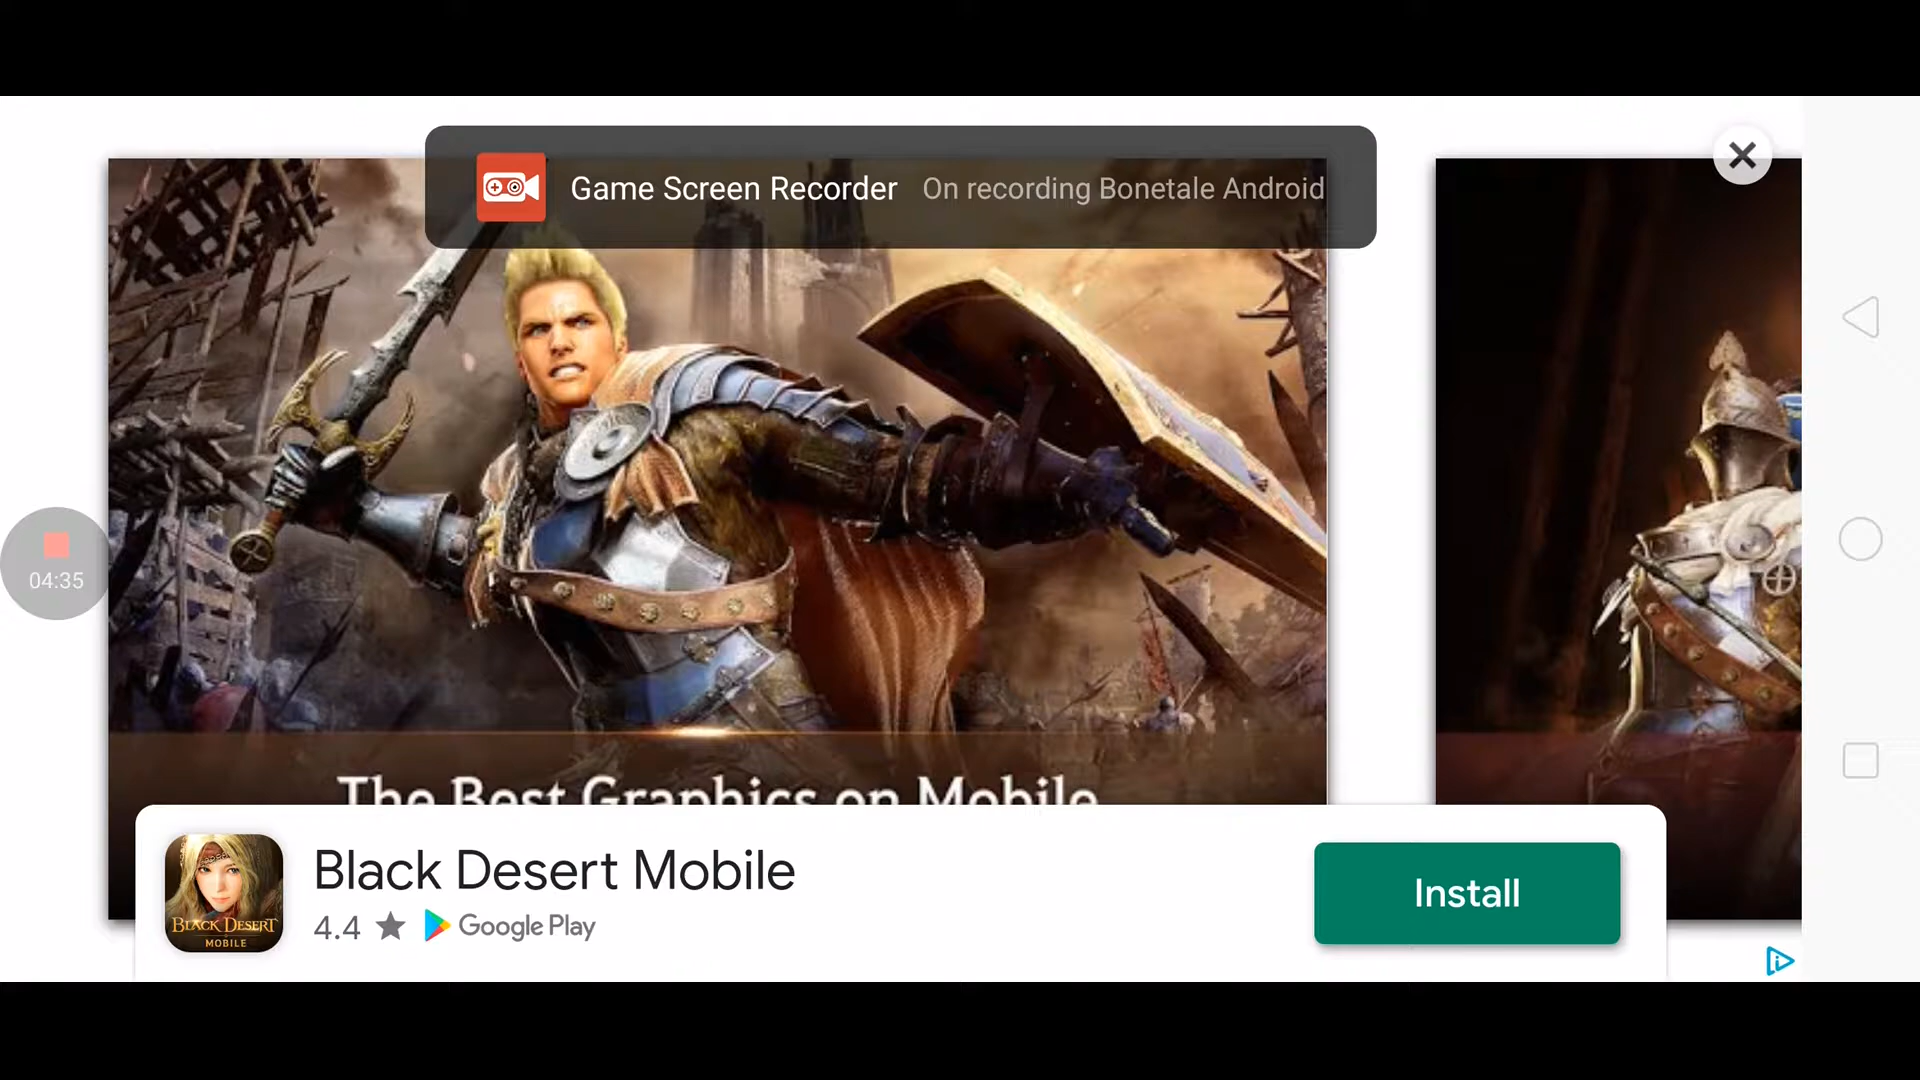 Game Screen Recorder On recording Bonetale Android
04:35
The Best Graphics on Mobile
BLACK DESERT
MOBILE
Black Desert Mobile
4.4 Google Play
Install